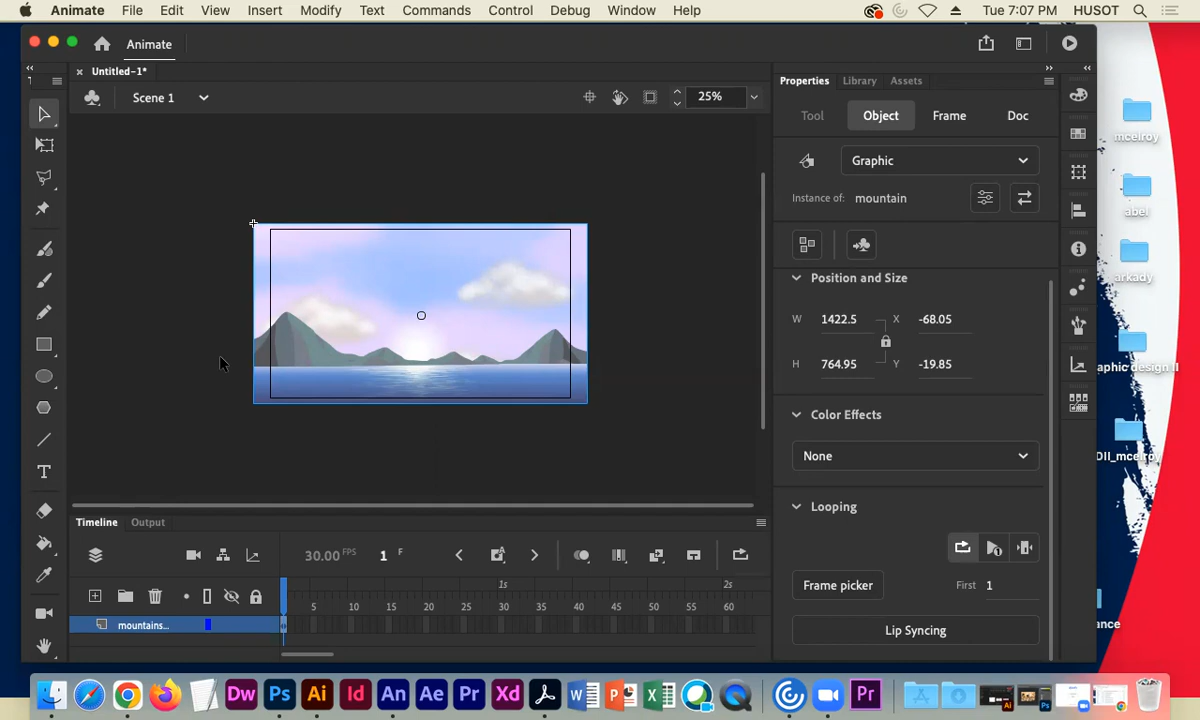 Animate File Edit View Insert Modify Text Commands Control Debug Window Help Tue 7:07 PM HUSOT
Animate
Untitled-1*
Scene 1 25%
Properties Library Assets
Tool Object Frame Doc
Graphic
Instance of: mountain
Position and Size
W 1422.5 X -68.05
H 764.95 Y -19.85
Color Effects
None
Looping
Frame picker First 1
Lip Syncing
mcelroy
abel
arkady
aphic design II
DII_mcelroy
ance
Timeline Output
30.00 FPS 1 F
1s 2s
5 10 15 20 25 30 35 40 45 50 55 60
mountains...
Dw Ps Ai Id An Ae Pr Xd W P X Pr